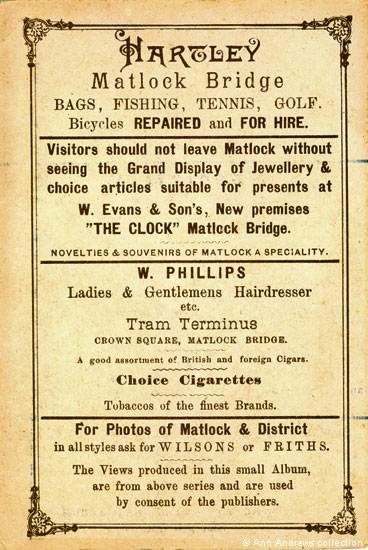 HARTLEY
Matlock Bridge
BAGS, FISHING, TENNIS, GOLF.
Bicycles REPAIRED and FOR HIRE.
Visitors should not leave Matlock without
seeing the Grand Display of Jewellery &
choice articles suitable for presents at
W. Evans & Son's, New premises
"THE CLOCK" Matlock Bridge.
NOVELTIES & SOUVENIRS OF MATLOCK A SPECIALITY.
W. PHILLIPS
Ladies & Gentlemens Hairdresser
etc.
Tram Terminus
CROWN SQUARE, MATLOCK BRIDGE.
A good assortment of British and foreign Cigars.
Choice Cigarettes
Tobaccos of the finest Brands.
For Photos of Matlock & District
in all styles ask for WILSONS or FRITHS.
The Views produced in this small Album,
are from above series and are used
by consent of the publishers.
© Ann Andrews collection